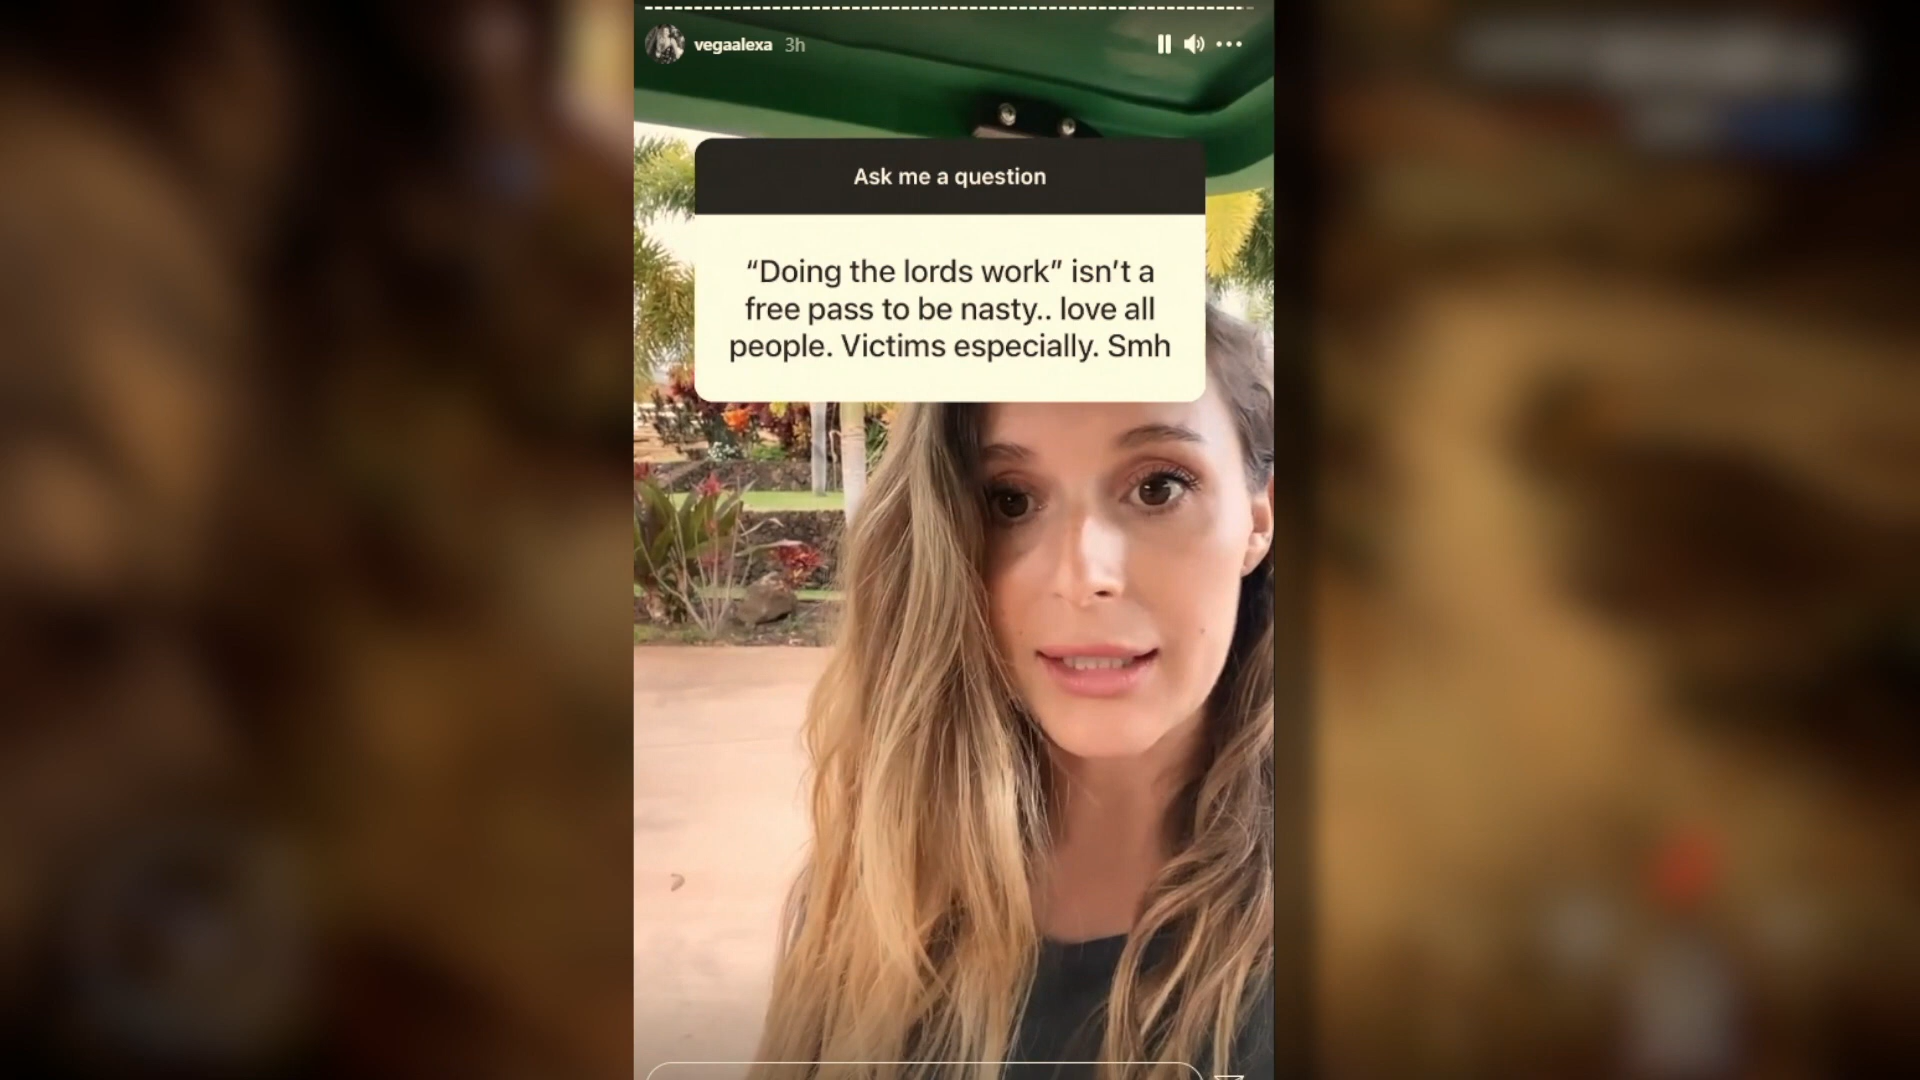 vegaalexa 3h
Ask me a question
“Doing the lords work” isn’t a
free pass to be nasty.. love all
people. Victims especially. Smh